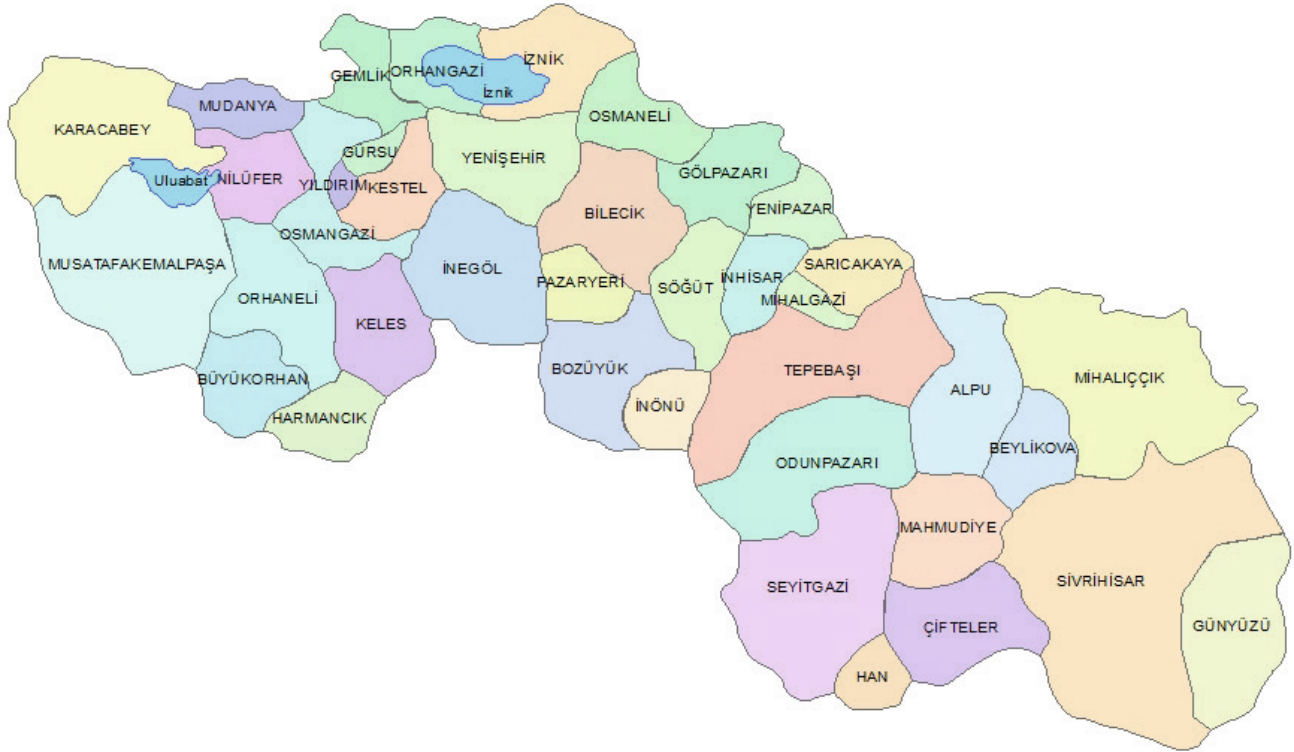 İZNİK
GEMLİK
ORHANGAZİ
İznik
MUDANYA
OSMANELİ
KARACABEY
GÜRSU
YENİŞEHİR
GÖLPAZARI
Uluabat
NİLÜFER
YILDIRIM
KESTEL
YENİPAZAR
BİLECİK
OSMANGAZİ
MUSATAFAKEMALPAŞA
İNEGÖL
SARICAKAYA
PAZARYERİ
SÖĞÜT
İNHİSAR
ORHANELİ
MİHALGAZİ
KELES
BOZÜYÜK
TEPEBAŞI
MİHALIÇÇIK
BÜYÜKORHAN
ALPU
İNÖNÜ
HARMANCIK
BEYLİKOVA
ODUNPAZARI
MAHMUDİYE
SEYİTGAZİ
SİVRİHİSAR
ÇİFTELER
GÜNYÜZÜ
HAN